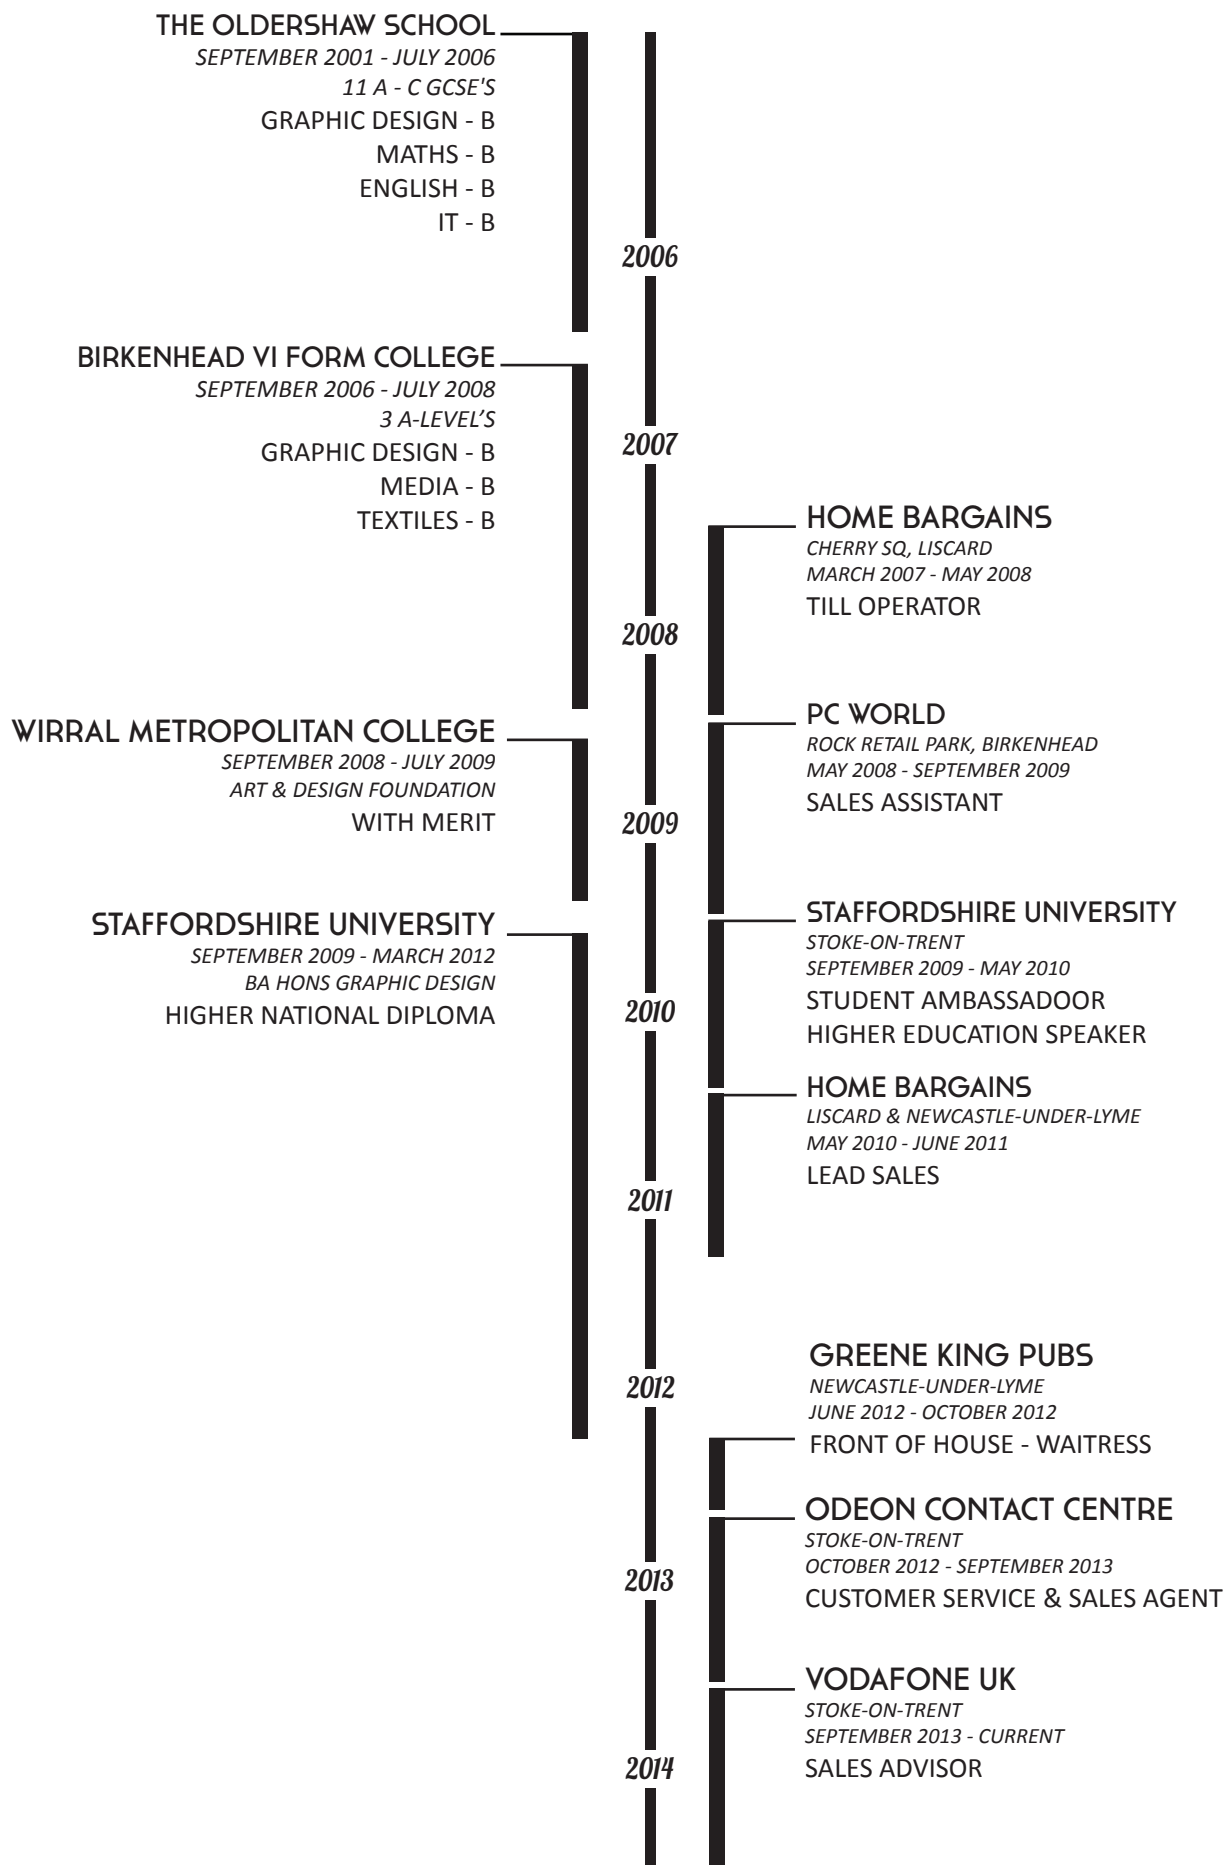 THE OLDERSHAW SCHOOL
SEPTEMBER 2001 - JULY 2006
11 A - C GCSE'S
GRAPHIC DESIGN - B
MATHS - B
ENGLISH - B
IT - B
BIRKENHEAD VI FORM COLLEGE
SEPTEMBER 2006 - JULY 2008
3 A-LEVEL’S
GRAPHIC DESIGN - B
MEDIA - B
TEXTILES - B
WIRRAL METROPOLITAN COLLEGE
SEPTEMBER 2008 - JULY 2009
ART & DESIGN FOUNDATION
WITH MERIT
STAFFORDSHIRE UNIVERSITY
SEPTEMBER 2009 - MARCH 2012
BA HONS GRAPHIC DESIGN
HIGHER NATIONAL DIPLOMA
2006
2007
2008
2009
2010
2011
2012
2013
2014
HOME BARGAINS
CHERRY SQ, LISCARD
MARCH 2007 - MAY 2008
TILL OPERATOR
PC WORLD
ROCK RETAIL PARK, BIRKENHEAD
MAY 2008 - SEPTEMBER 2009
SALES ASSISTANT
STAFFORDSHIRE UNIVERSITY
STOKE-ON-TRENT
SEPTEMBER 2009 - MAY 2010
STUDENT AMBASSADOOR
HIGHER EDUCATION SPEAKER
HOME BARGAINS
LISCARD & NEWCASTLE-UNDER-LYME
MAY 2010 - JUNE 2011
LEAD SALES
GREENE KING PUBS
NEWCASTLE-UNDER-LYME
JUNE 2012 - OCTOBER 2012
FRONT OF HOUSE - WAITRESS
ODEON CONTACT CENTRE
STOKE-ON-TRENT
OCTOBER 2012 - SEPTEMBER 2013
CUSTOMER SERVICE & SALES AGENT
VODAFONE UK
STOKE-ON-TRENT
SEPTEMBER 2013 - CURRENT
SALES ADVISOR